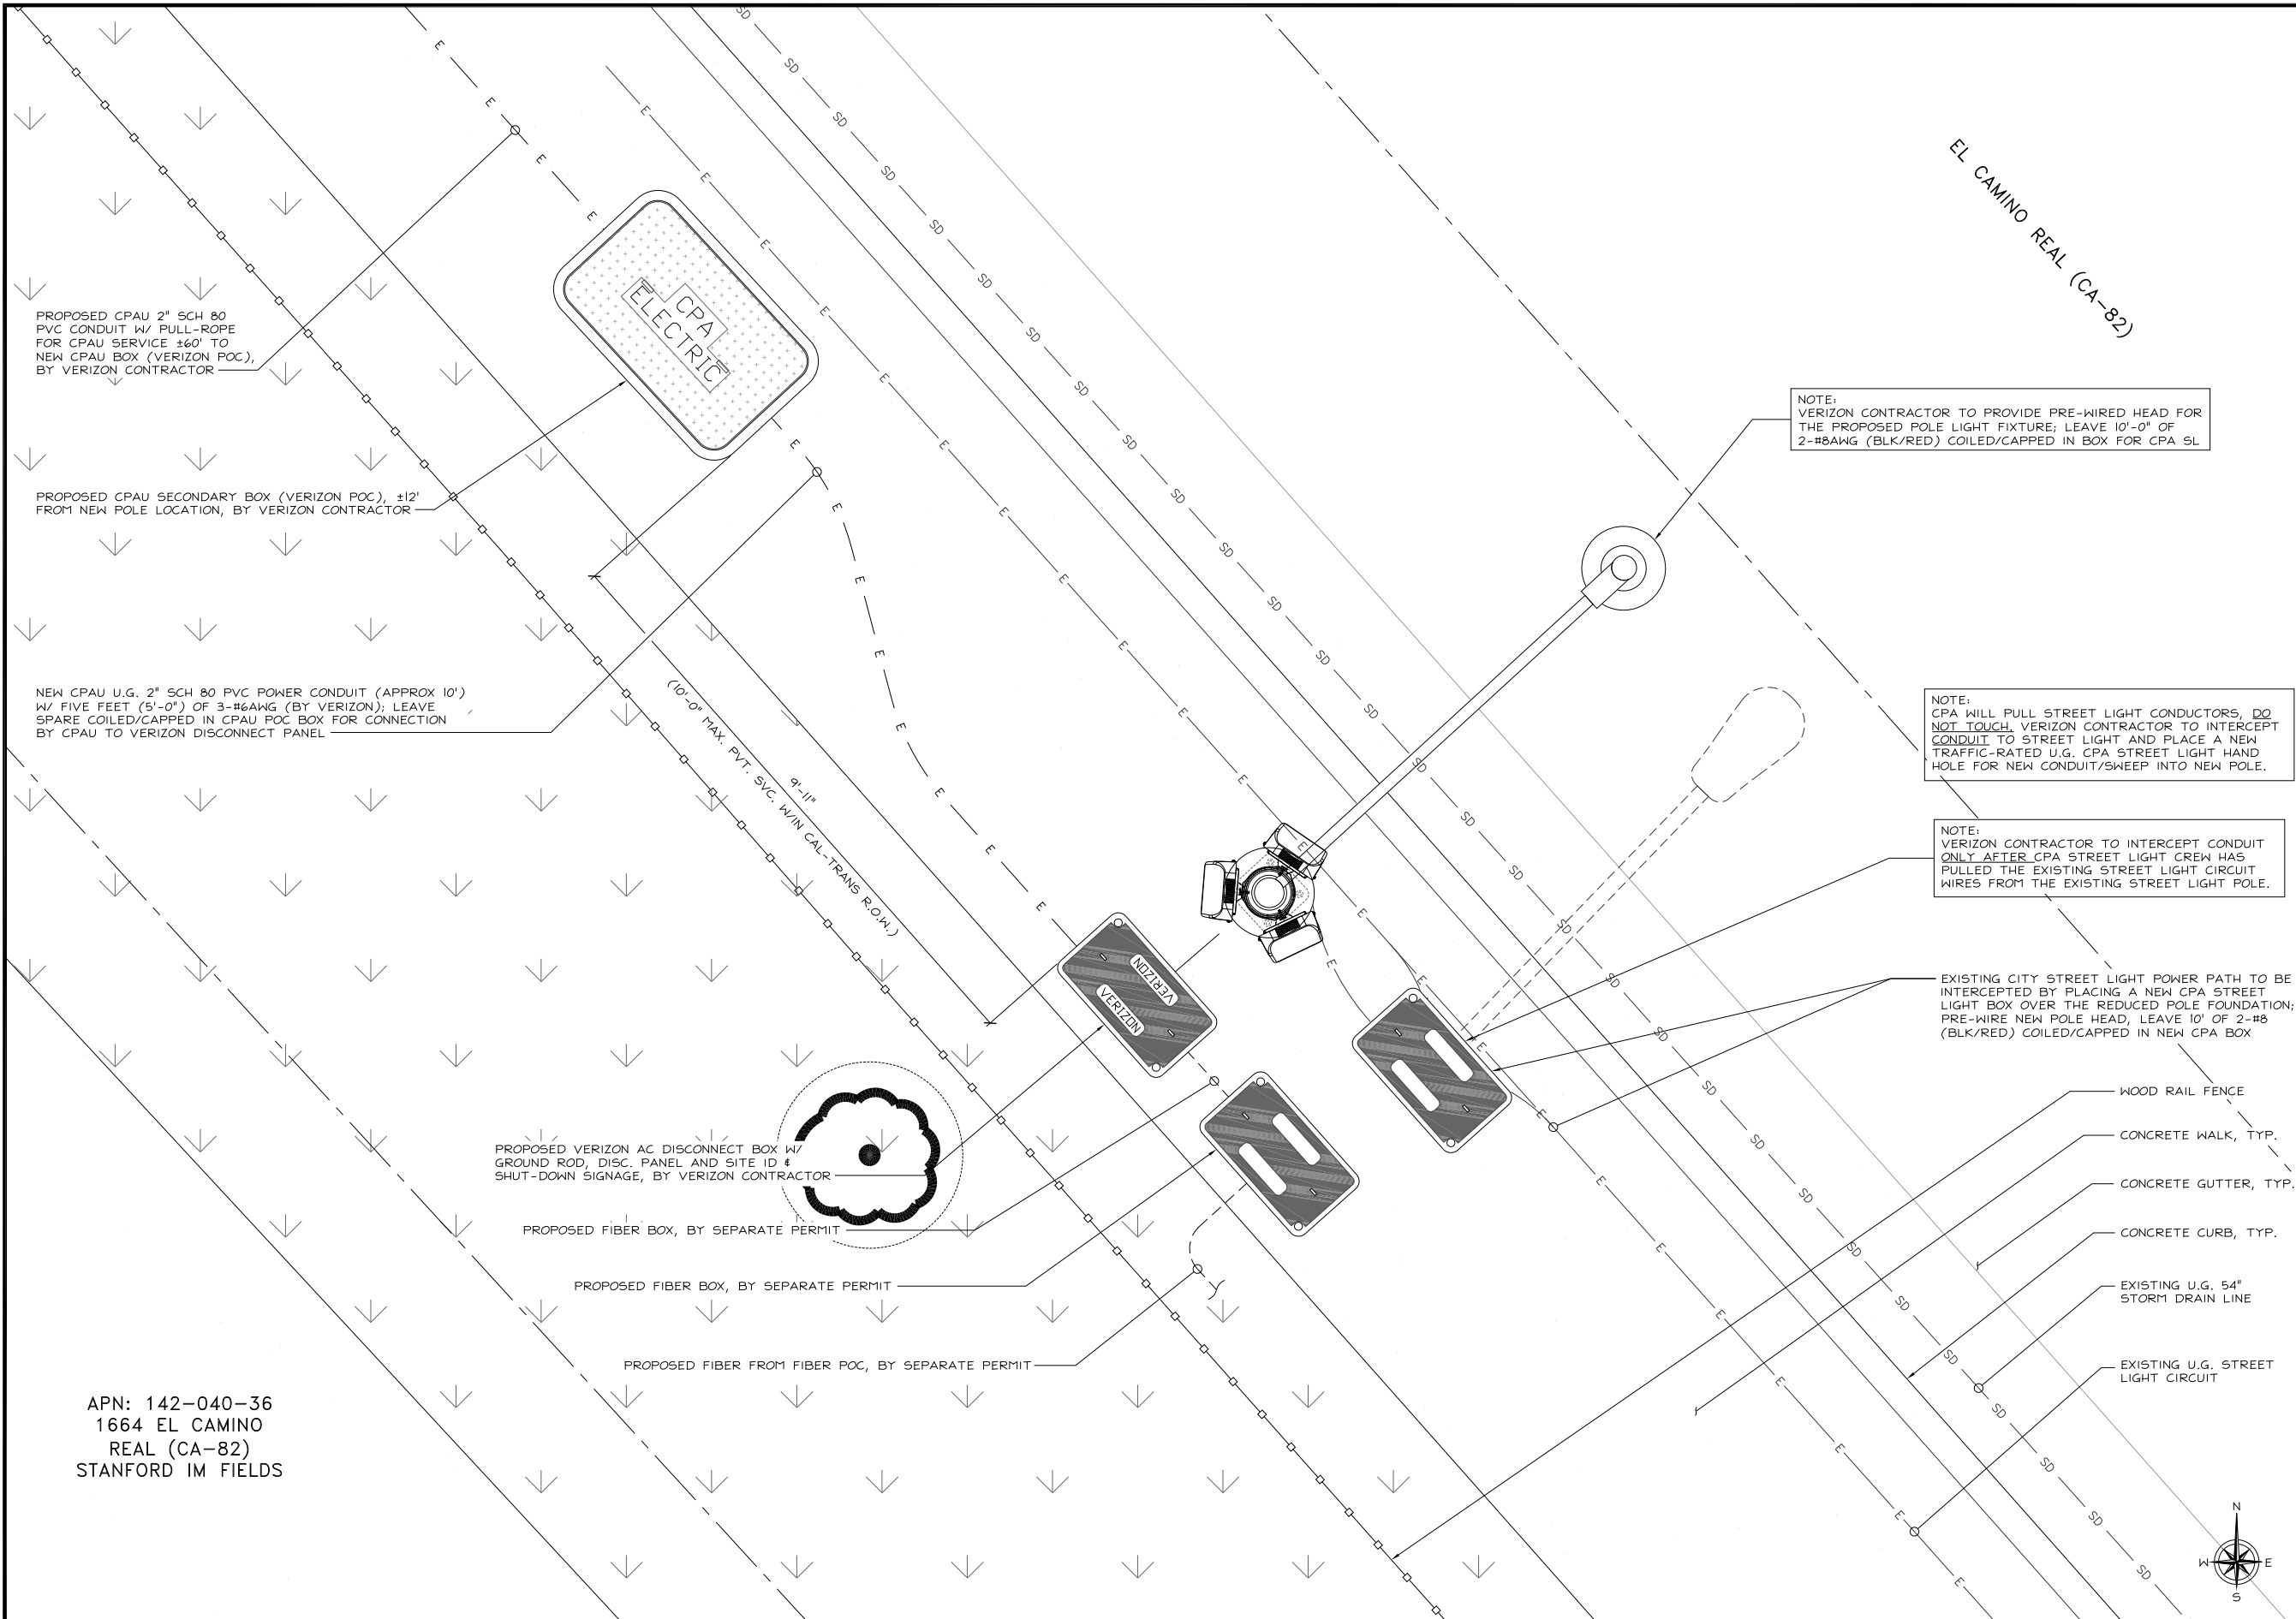 EL CAMINO REAL (CA-82)
CPA
ELECTRIC
PROPOSED CPAU 2" SCH 80
PVC CONDUIT W/ PULL-ROPE
FOR CPAU SERVICE ±60' TO
NEW CPAU BOX (VERIZON POC),
BY VERIZON CONTRACTOR
PROPOSED CPAU SECONDARY BOX (VERIZON POC), ±12'
FROM NEW POLE LOCATION, BY VERIZON CONTRACTOR
NEW CPAU U.G. 2" SCH 80 PVC POWER CONDUIT (APPROX 10')
W/ FIVE FEET (5'-0") OF 3-#6AWG (BY VERIZON); LEAVE
SPARE COILED/CAPPED IN CPAU POC BOX FOR CONNECTION
BY CPAU TO VERIZON DISCONNECT PANEL
9'-11"
(10'-0" MAX. PVT. SVC. W/IN CAL-TRANS R.O.W.)
VERIZON
VERIZON
PROPOSED VERIZON AC DISCONNECT BOX W/
GROUND ROD, DISC. PANEL AND SITE ID &
SHUT-DOWN SIGNAGE, BY VERIZON CONTRACTOR
PROPOSED FIBER BOX, BY SEPARATE PERMIT
PROPOSED FIBER BOX, BY SEPARATE PERMIT
PROPOSED FIBER FROM FIBER POC, BY SEPARATE PERMIT
APN: 142-040-36
1664 EL CAMINO
REAL (CA-82)
STANFORD IM FIELDS
NOTE:
VERIZON CONTRACTOR TO PROVIDE PRE-WIRED HEAD FOR
THE PROPOSED POLE LIGHT FIXTURE; LEAVE 10'-0" OF
2-#8AWG (BLK/RED) COILED/CAPPED IN BOX FOR CPA SL
NOTE:
CPA WILL PULL STREET LIGHT CONDUCTORS, DO
NOT TOUCH. VERIZON CONTRACTOR TO INTERCEPT
CONDUIT TO STREET LIGHT AND PLACE A NEW
TRAFFIC-RATED U.G. CPA STREET LIGHT HAND
HOLE FOR NEW CONDUIT/SWEEP INTO NEW POLE.
NOTE:
VERIZON CONTRACTOR TO INTERCEPT CONDUIT
ONLY AFTER CPA STREET LIGHT CREW HAS
PULLED THE EXISTING STREET LIGHT CIRCUIT
WIRES FROM THE EXISTING STREET LIGHT POLE.
EXISTING CITY STREET LIGHT POWER PATH TO BE
INTERCEPTED BY PLACING A NEW CPA STREET
LIGHT BOX OVER THE REDUCED POLE FOUNDATION;
PRE-WIRE NEW POLE HEAD, LEAVE 10' OF 2-#8
(BLK/RED) COILED/CAPPED IN NEW CPA BOX
WOOD RAIL FENCE
CONCRETE WALK, TYP.
CONCRETE GUTTER, TYP.
CONCRETE CURB, TYP.
EXISTING U.G. 54"
STORM DRAIN LINE
EXISTING U.G. STREET
LIGHT CIRCUIT
N
W E
S